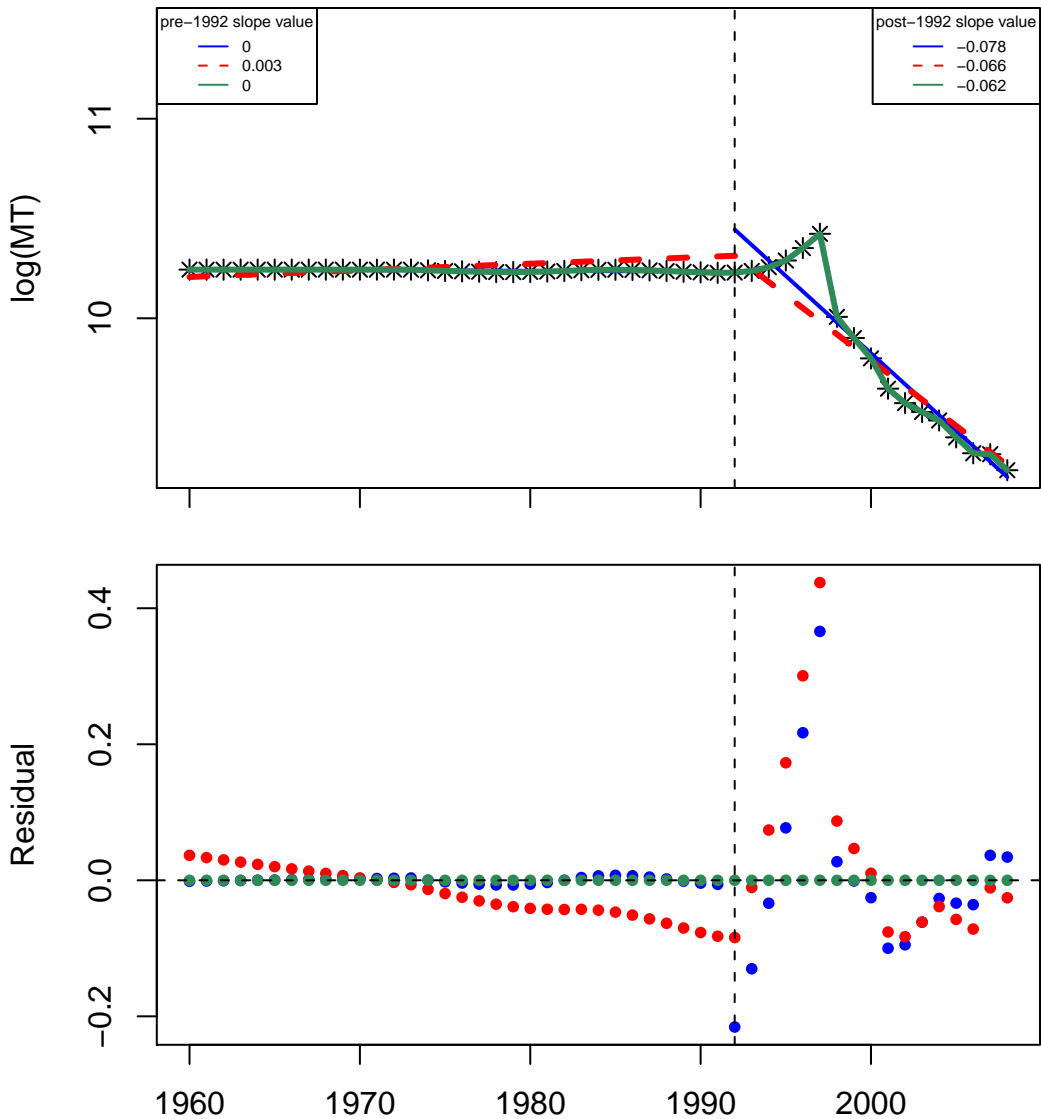 pre−1992 slope value
0
0.003
0
post−1992 slope value
−0.078
−0.066
−0.062
log(MT)
11
10
Residual
0.4
0.2
0.0
−0.2
1960 1970 1980 1990 2000